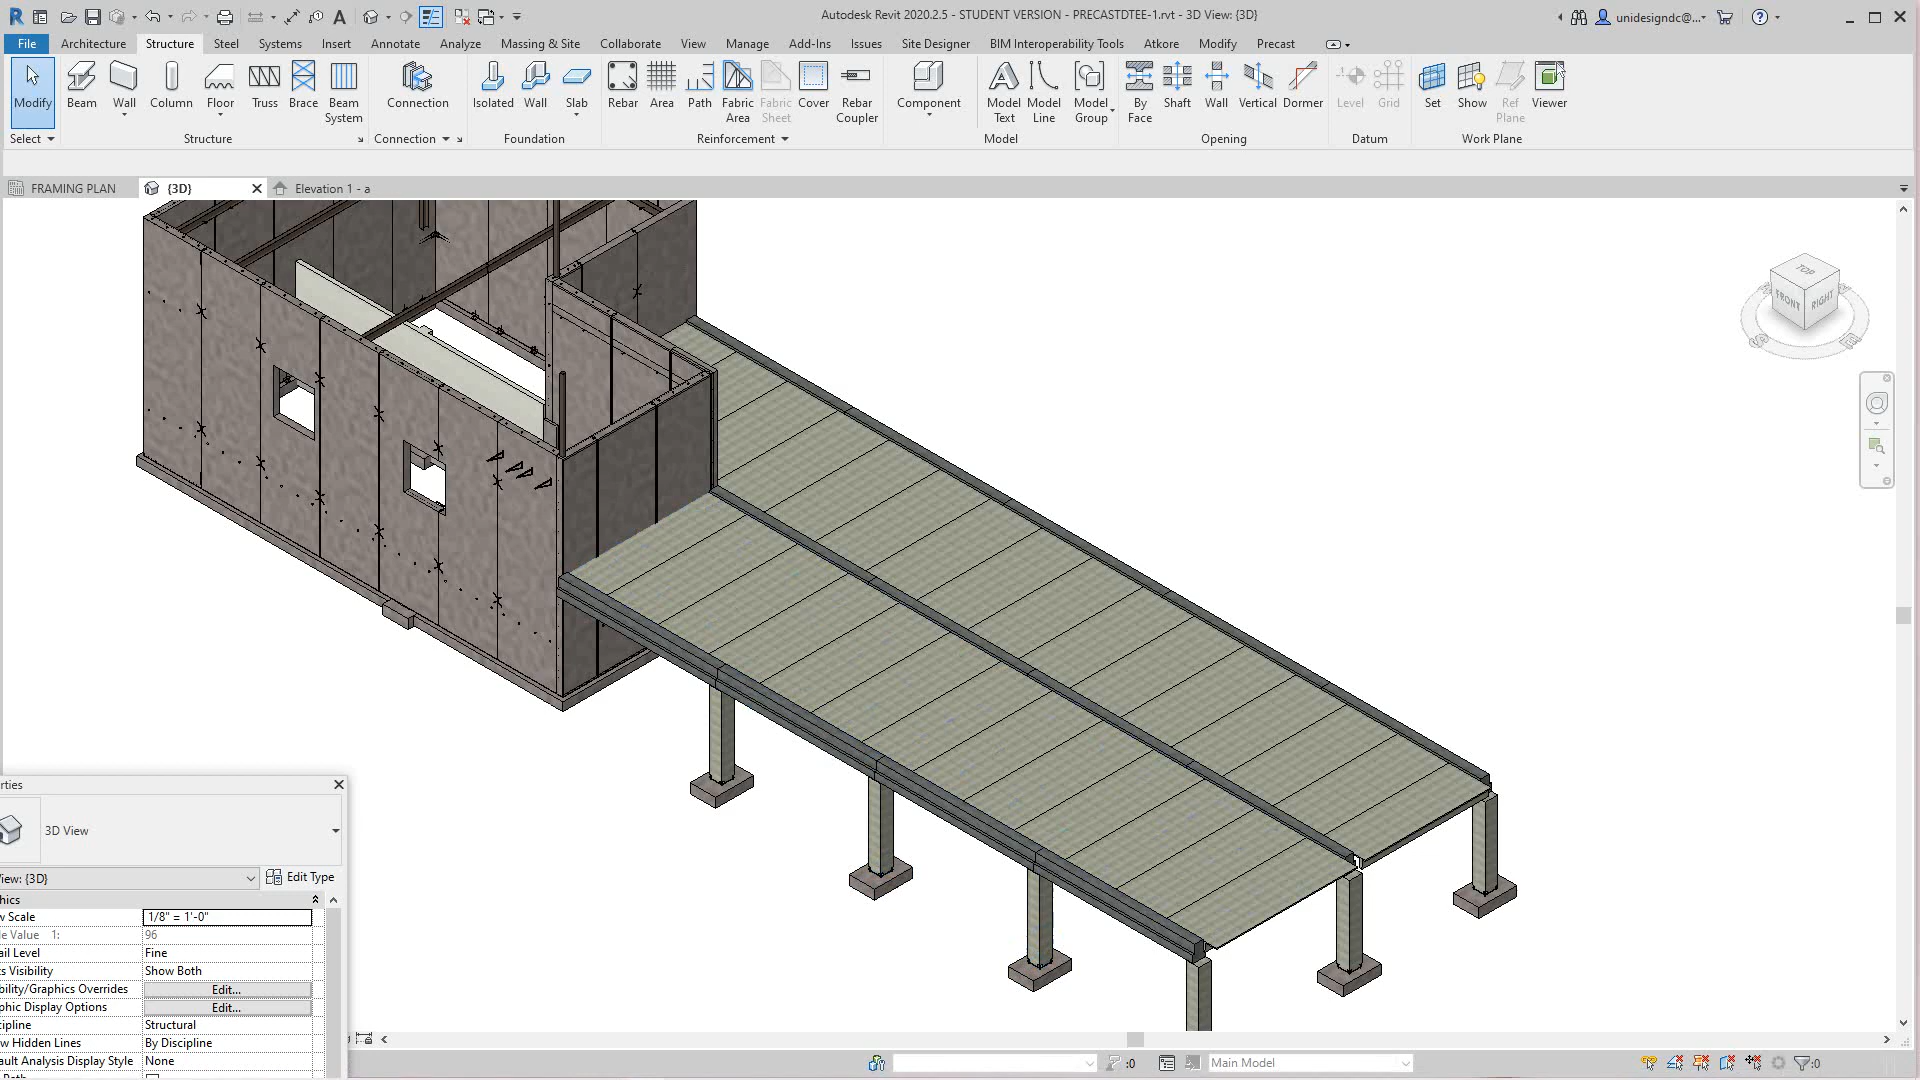 Autodesk Revit 2020.2.5 - STUDENT VERSION - PRECASTDTEE-1.rvt - 3D View: {3D}
unidesigndc@...
File Architecture Structure Steel Systems Insert Annotate Analyze Massing & Site Collaborate View Manage Add-Ins Issues Site Designer BIM Interoperability Tools Atkore Modify Precast
Modify Beam Wall Column Floor Truss Brace Beam System Connection Isolated Wall Slab Rebar Area Path Fabric Area Fabric Sheet Cover Rebar Coupler Component Model Text Model Line Model Group By Face Shaft Wall Vertical Dormer Level Grid Set Show Ref Plane Viewer
Select Structure Connection Foundation Reinforcement Model Opening Datum Work Plane
FRAMING PLAN {3D} Elevation 1 - a
TOP
FRONT RIGHT
rties
3D View
iew: {3D} Edit Type
hics
w Scale 1/8" = 1'-0"
le Value 1: 96
ail Level Fine
s Visibility Show Both
bility/Graphics Overrides Edit...
phic Display Options Edit...
cipline Structural
w Hidden Lines By Discipline
ault Analysis Display Style None
:0 Main Model :0